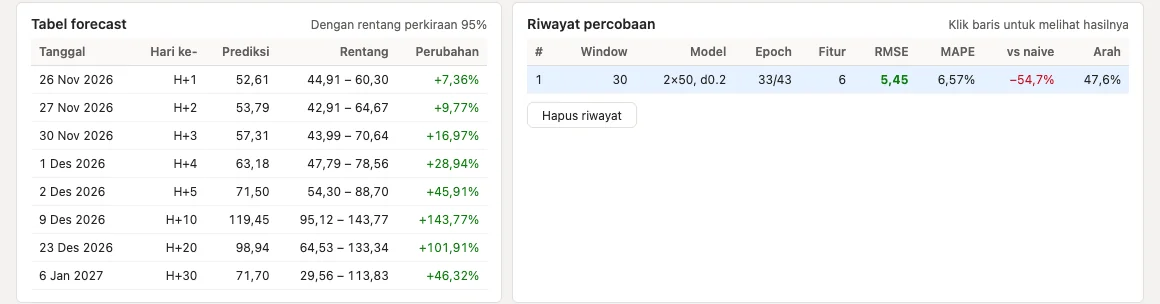 Tabel forecast Dengan rentang perkiraan 95%
Tanggal Hari ke- Prediksi Rentang Perubahan
26 Nov 2026 H+1 52,61 44,91 – 60,30 +7,36%
27 Nov 2026 H+2 53,79 42,91 – 64,67 +9,77%
30 Nov 2026 H+3 57,31 43,99 – 70,64 +16,97%
1 Des 2026 H+4 63,18 47,79 – 78,56 +28,94%
2 Des 2026 H+5 71,50 54,30 – 88,70 +45,91%
9 Des 2026 H+10 119,45 95,12 – 143,77 +143,77%
23 Des 2026 H+20 98,94 64,53 – 133,34 +101,91%
6 Jan 2027 H+30 71,70 29,56 – 113,83 +46,32%
Riwayat percobaan Klik baris untuk melihat hasilnya
# Window Model Epoch Fitur RMSE MAPE vs naive Arah
1 30 2×50, d0.2 33/43 6 5,45 6,57% −54,7% 47,6%
Hapus riwayat